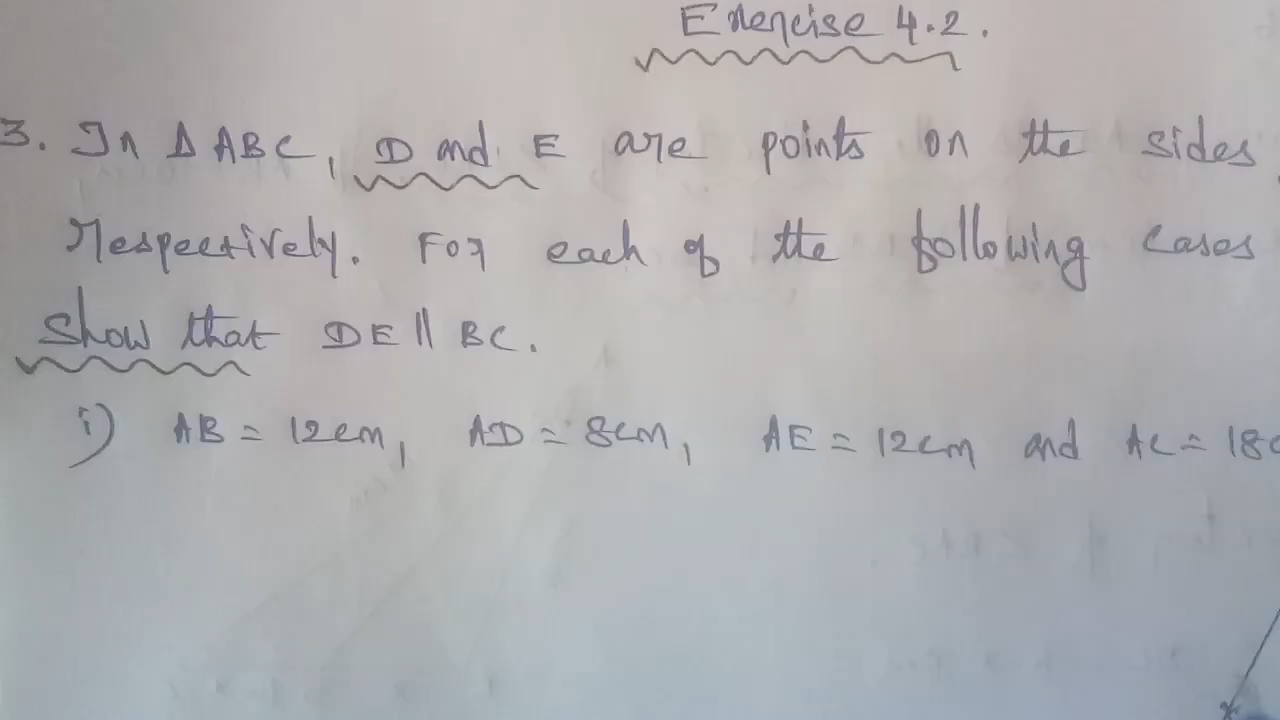 Exercise 4.2.
3. In Δ ABC, D and E are points on the sides
respectively. For each of the following cases
show that DE || BC.
i) AB = 12cm, AD = 8cm, AE = 12cm and AC = 18c